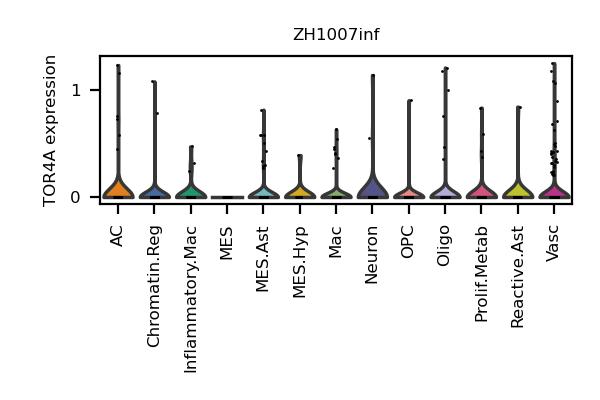 ZH1007inf
TOR4A expression
1
0
AC
Chromatin.Reg
Inflammatory.Mac
MES
MES.Ast
MES.Hyp
Mac
Neuron
OPC
Oligo
Prolif.Metab
Reactive.Ast
Vasc